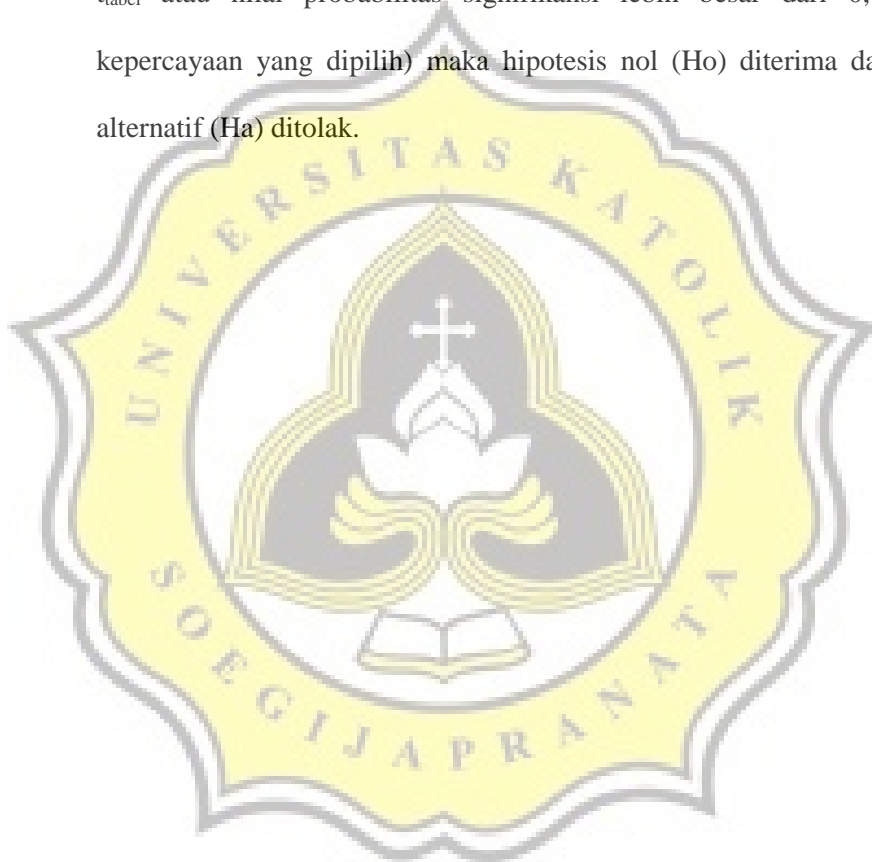 t_tabel atau nilai probabilitas signifikansi lebih besar dari 0,
kepercayaan yang dipilih) maka hipotesis nol (Ho) diterima da
alternatif (Ha) ditolak.
UNIVERSITAS KATOLIK
SOEGIJAPRANATA